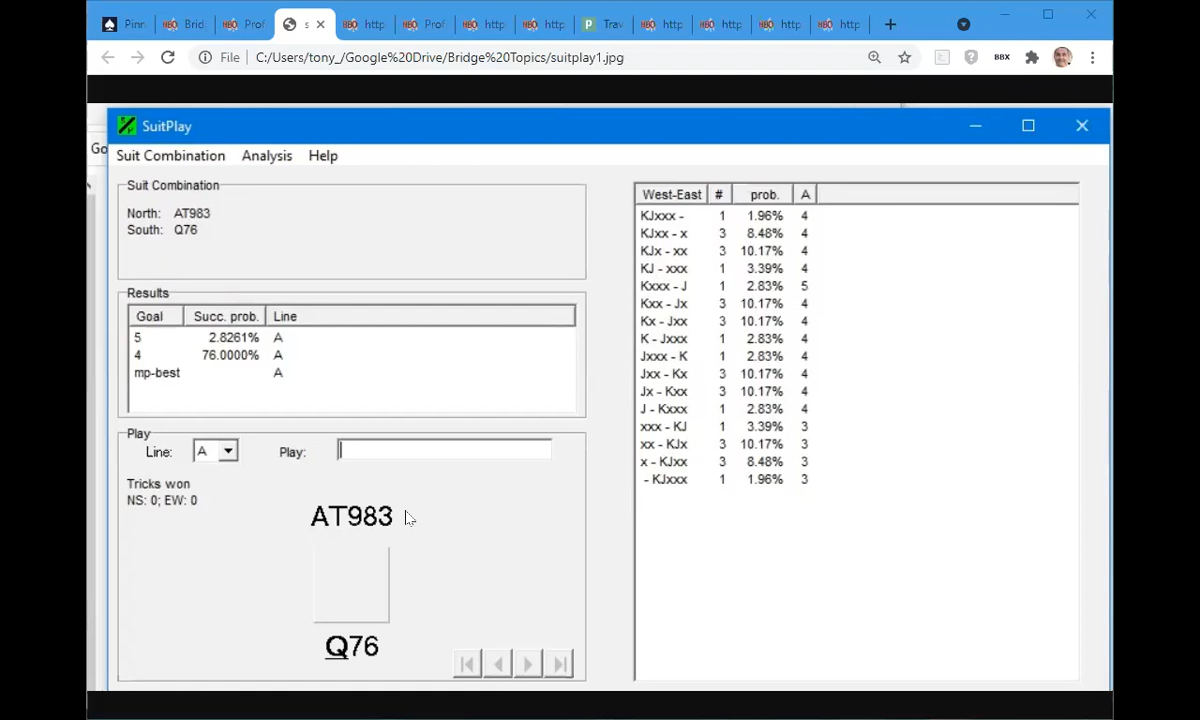 Pinn
Brid
Prof
s
http
Prof
http
http
P
Trav
http
http
http
http
File
C:/Users/tony_/Google%20Drive/Bridge%20Topics/suitplay1.jpg
BBX
SuitPlay
Go
Suit Combination Analysis Help
Suit Combination
North: AT983
South: Q76
Results
Goal Succ. prob. Line
5 2.8261% A
4 76.0000% A
mp-best A
Play
Line: A Play:
Tricks won
NS: 0; EW: 0
AT983
Q76
West-East # prob. A
KJxxx - 1 1.96% 4
KJxx - x 3 8.48% 4
KJx - xx 3 10.17% 4
KJ - xxx 1 3.39% 4
Kxxx - J 1 2.83% 5
Kxx - Jx 3 10.17% 4
Kx - Jxx 3 10.17% 4
K - Jxxx 1 2.83% 4
Jxxx - K 1 2.83% 4
Jxx - Kx 3 10.17% 4
Jx - Kxx 3 10.17% 4
J - Kxxx 1 2.83% 4
xxx - KJ 1 3.39% 3
xx - KJx 3 10.17% 3
x - KJxx 3 8.48% 3
- KJxxx 1 1.96% 3